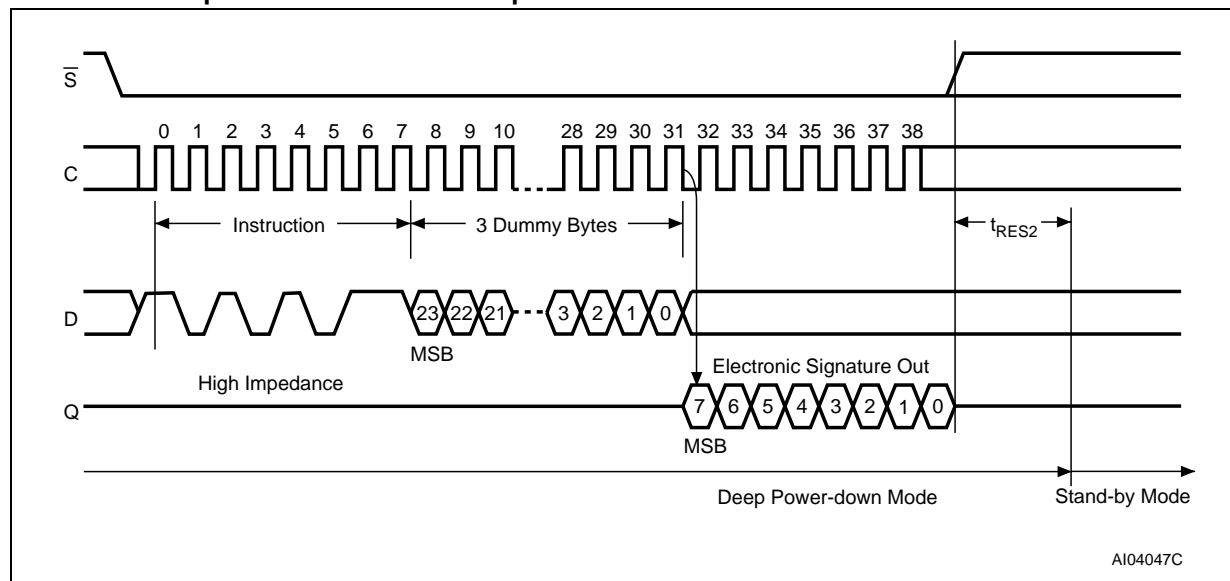 S
0 1 2 3 4 5 6 7 8 9 10 28 29 30 31 32 33 34 35 36 37 38
C
Instruction 3 Dummy Bytes tRES2
D 23 22 21 3 2 1 0
MSB
High Impedance Electronic Signature Out
Q 7 6 5 4 3 2 1 0
MSB
Deep Power-down Mode Stand-by Mode
AI04047C